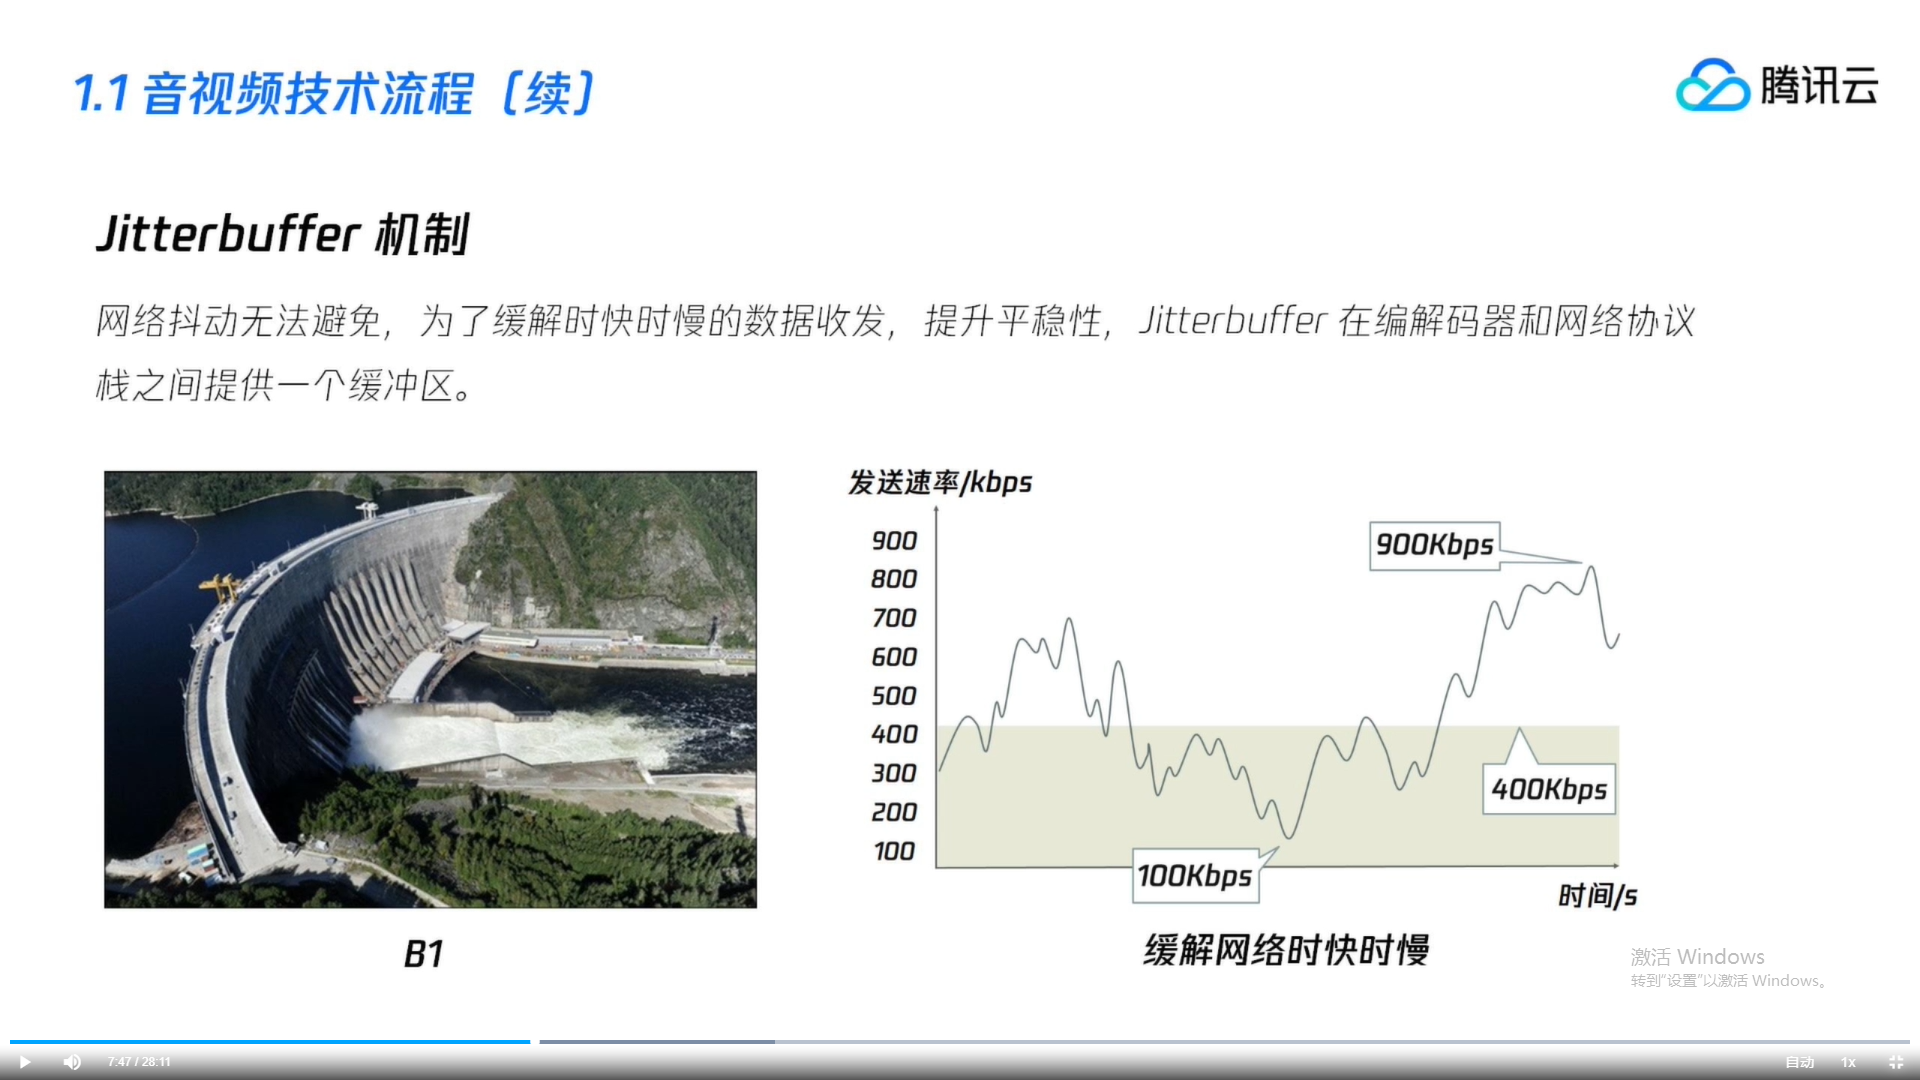 1.1 音视频技术流程（续）
腾讯云
Jitterbuffer 机制
网络抖动无法避免，为了缓解时快时慢的数据收发，提升平稳性，Jitterbuffer 在编解码器和网络协议
栈之间提供一个缓冲区。
发送速率/kbps
900
800
700
600
500
400
300
200
100
900Kbps
400Kbps
100Kbps
时间/s
B1
缓解网络时快时慢
激活 Windows
转到“设置”以激活 Windows。
7:47 / 28:11
自动
1x